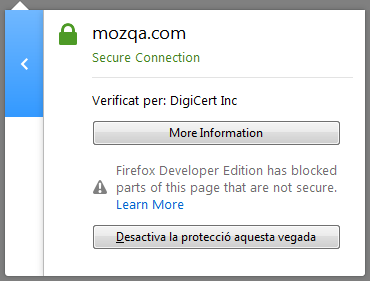 mozqa.com
Secure Connection
Verificat per: DigiCert Inc
More Information
Firefox Developer Edition has blocked
parts of this page that are not secure.
Learn More
Desactiva la protecció aquesta vegada